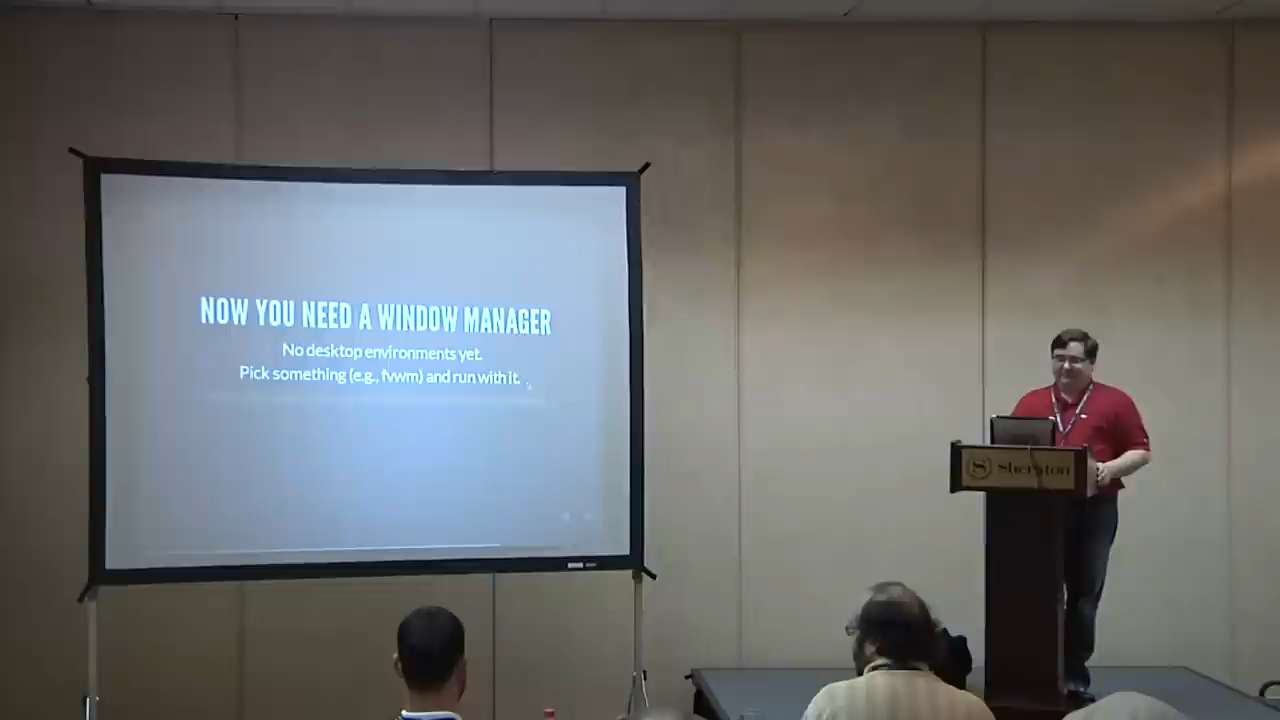 NOW YOU NEED A WINDOW MANAGER
No desktop environments yet.
Pick something (e.g., fvwm) and run with it.
Sheraton